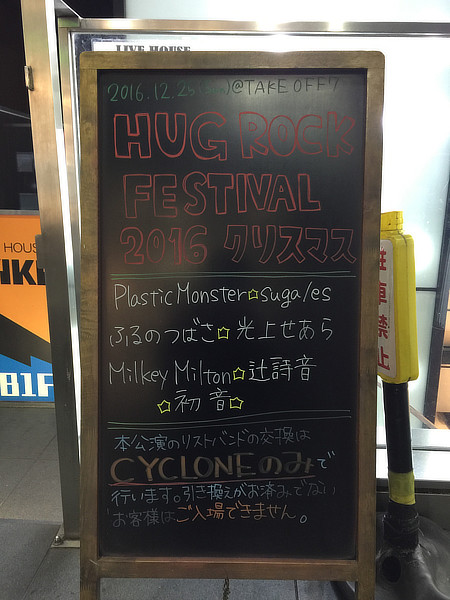 LIVE HOUSE
2016.12.25(sun)@TAKE OFF7
HUG ROCK
FESTIVAL
2016 クリスマス
Plastic Monster☆suga/es
ふるのつばさ☆光上せあら
Milkey Milton☆辻詩音
☆初音☆
本公演のリストバンドの交換は
CYCLONEのみで
行います。引き換えがお済みでない
お客様はご入場できません。
HOUS
B1F
駐車禁止